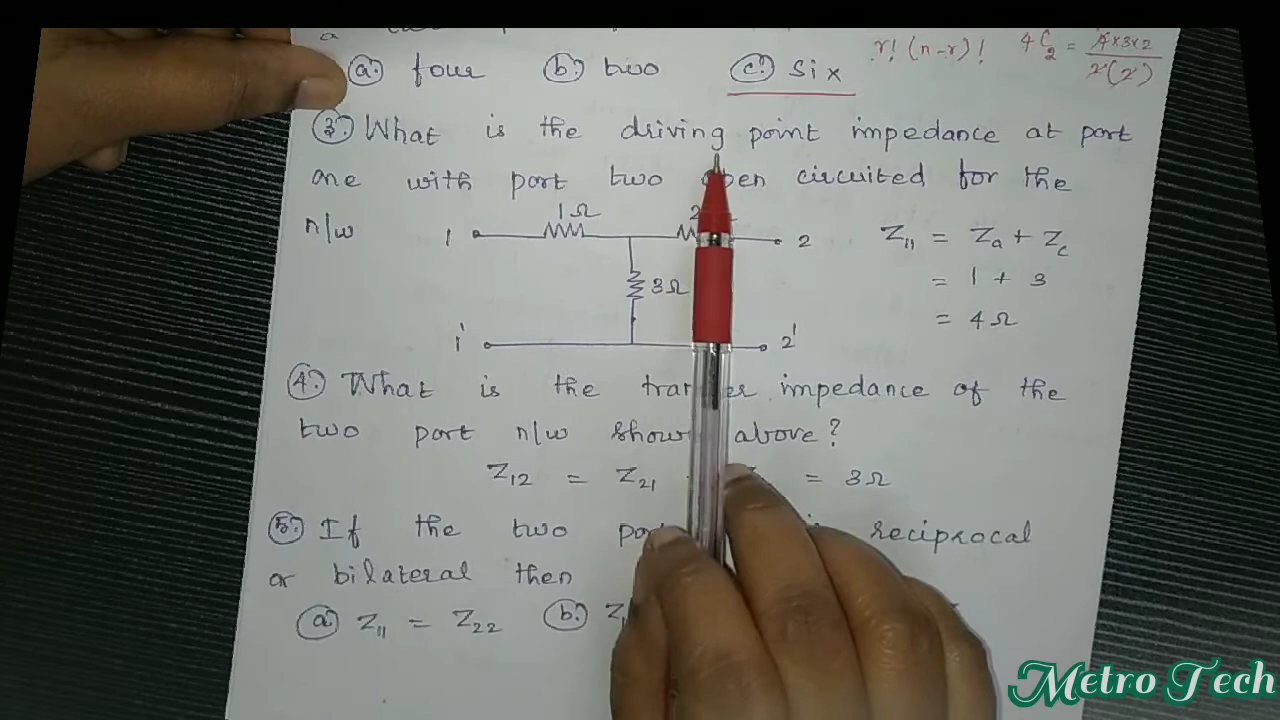 r! (n-r)! 4C2 = 4×3×2 / 2(2)
a. four b. two c. six
3. What is the driving point impedance at port
one with port two open circuited for the
n/w
1Ω
1 2 Z11 = Za + Zc
3Ω = 1 + 3
= 4Ω
1' 2'
4. What is the impedance of the
two port n/w above?
Z12 = Z21 = 3Ω
5. If the two reciprocal
or bilateral then
a. Z11 = Z22 b.
Metro Tech